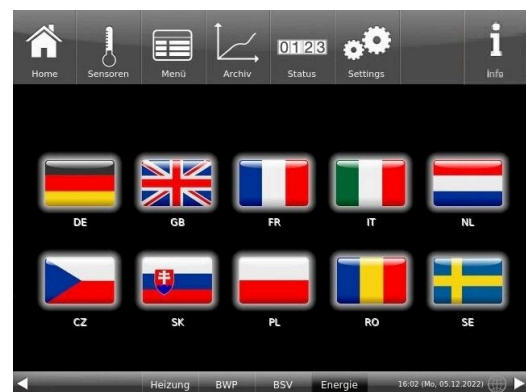 Home Sensoren Menü Archiv 0123 Status Settings i Info
DE GB FR IT NL
CZ SK PL RO SE
Heizung BWP BSV Energie 16:02 (Mo, 05.12.2022)